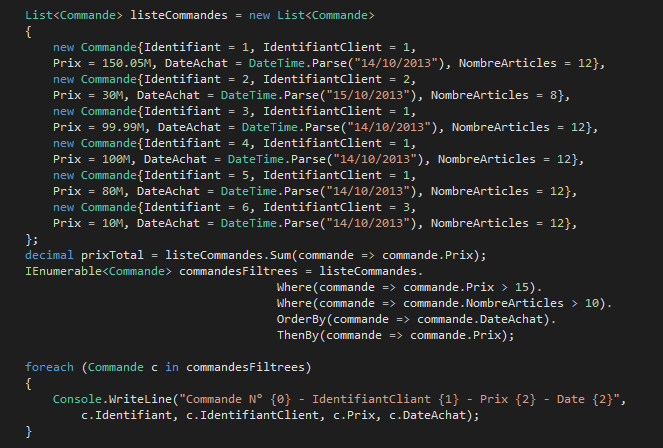 List<Commande> listeCommandes = new List<Commande>
{
new Commande{Identifiant = 1, IdentifiantClient = 1,
Prix = 150.05M, DateAchat = DateTime.Parse("14/10/2013"), NombreArticles = 12},
new Commande{Identifiant = 2, IdentifiantClient = 2,
Prix = 30M, DateAchat = DateTime.Parse("15/10/2013"), NombreArticles = 8},
new Commande{Identifiant = 3, IdentifiantClient = 1,
Prix = 99.99M, DateAchat = DateTime.Parse("14/10/2013"), NombreArticles = 12},
new Commande{Identifiant = 4, IdentifiantClient = 1,
Prix = 100M, DateAchat = DateTime.Parse("14/10/2013"), NombreArticles = 12},
new Commande{Identifiant = 5, IdentifiantClient = 1,
Prix = 80M, DateAchat = DateTime.Parse("14/10/2013"), NombreArticles = 12},
new Commande{Identifiant = 6, IdentifiantClient = 3,
Prix = 10M, DateAchat = DateTime.Parse("14/10/2013"), NombreArticles = 12},
};
decimal prixTotal = listeCommandes.Sum(commande => commande.Prix);
IEnumerable<Commande> commandesFiltrees = listeCommandes.
Where(commande => commande.Prix > 15).
Where(commande => commande.NombreArticles > 10).
OrderBy(commande => commande.DateAchat).
ThenBy(commande => commande.Prix);
foreach (Commande c in commandesFiltrees)
{
Console.WriteLine("Commande N° {0} - IdentifiantCliant {1} - Prix {2} - Date {2}",
c.Identifiant, c.IdentifiantClient, c.Prix, c.DateAchat);
}